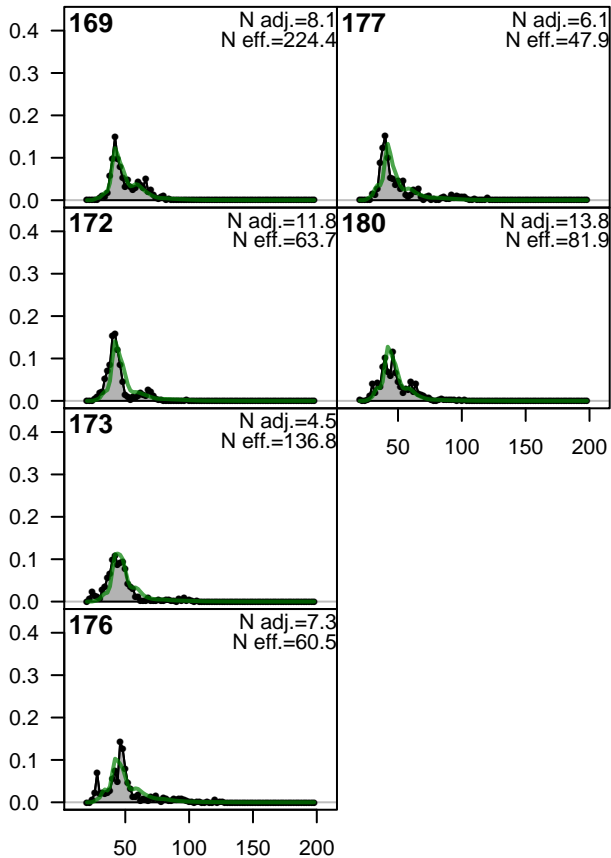 169
N adj.=8.1
N eff.=224.4
177
N adj.=6.1
N eff.=47.9
0.4
0.3
0.2
0.1
0.0
172
N adj.=11.8
N eff.=63.7
180
N adj.=13.8
N eff.=81.9
0.4
0.3
0.2
0.1
0.0
50 100 150 200
173
N adj.=4.5
N eff.=136.8
0.4
0.3
0.2
0.1
0.0
176
N adj.=7.3
N eff.=60.5
0.4
0.3
0.2
0.1
0.0
50 100 150 200